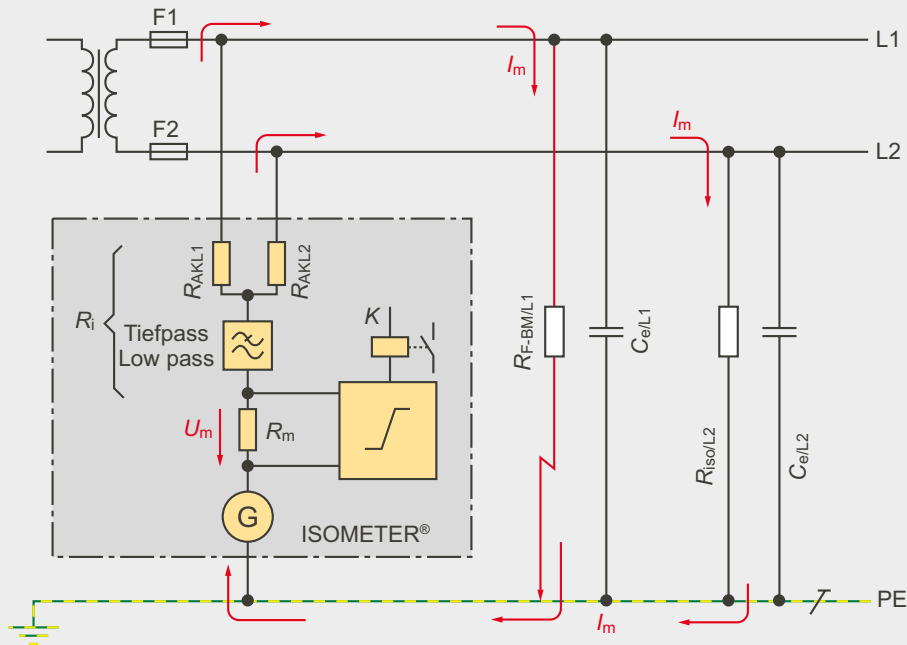 F1
L1
Im
F2
Im
L2
RAKL1
RAKL2
Ri
Tiefpass
Low pass
K
RF-BM/L1
Ce/L1
Um
Rm
Riso/L2
Ce/L2
G
ISOMETER®
PE
Im